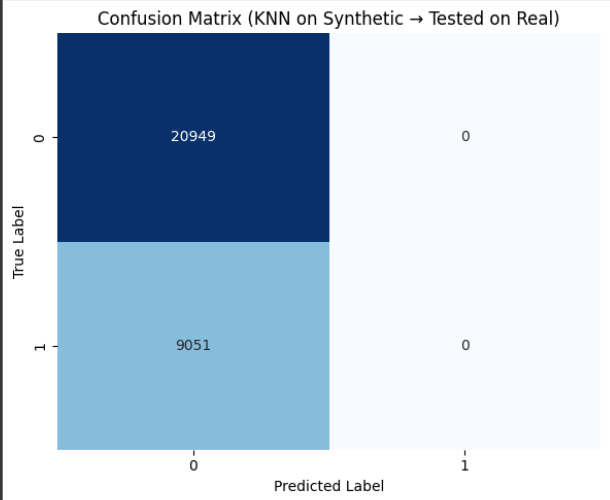 Confusion Matrix (KNN on Synthetic → Tested on Real)
0
20949
0
True Label
1
9051
0
0
1
Predicted Label